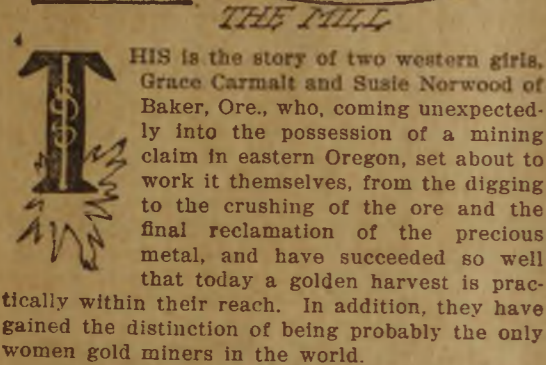 THE MILL
THIS is the story of two western girls,
Grace Carmalt and Susie Norwood of
Baker, Ore., who, coming unexpected-
ly into the possession of a mining
claim in eastern Oregon, set about to
work it themselves, from the digging
to the crushing of the ore and the
final reclamation of the precious
metal, and have succeeded so well
that today a golden harvest is prac-
tically within their reach. In addition, they have
gained the distinction of being probably the only
women gold miners in the world.